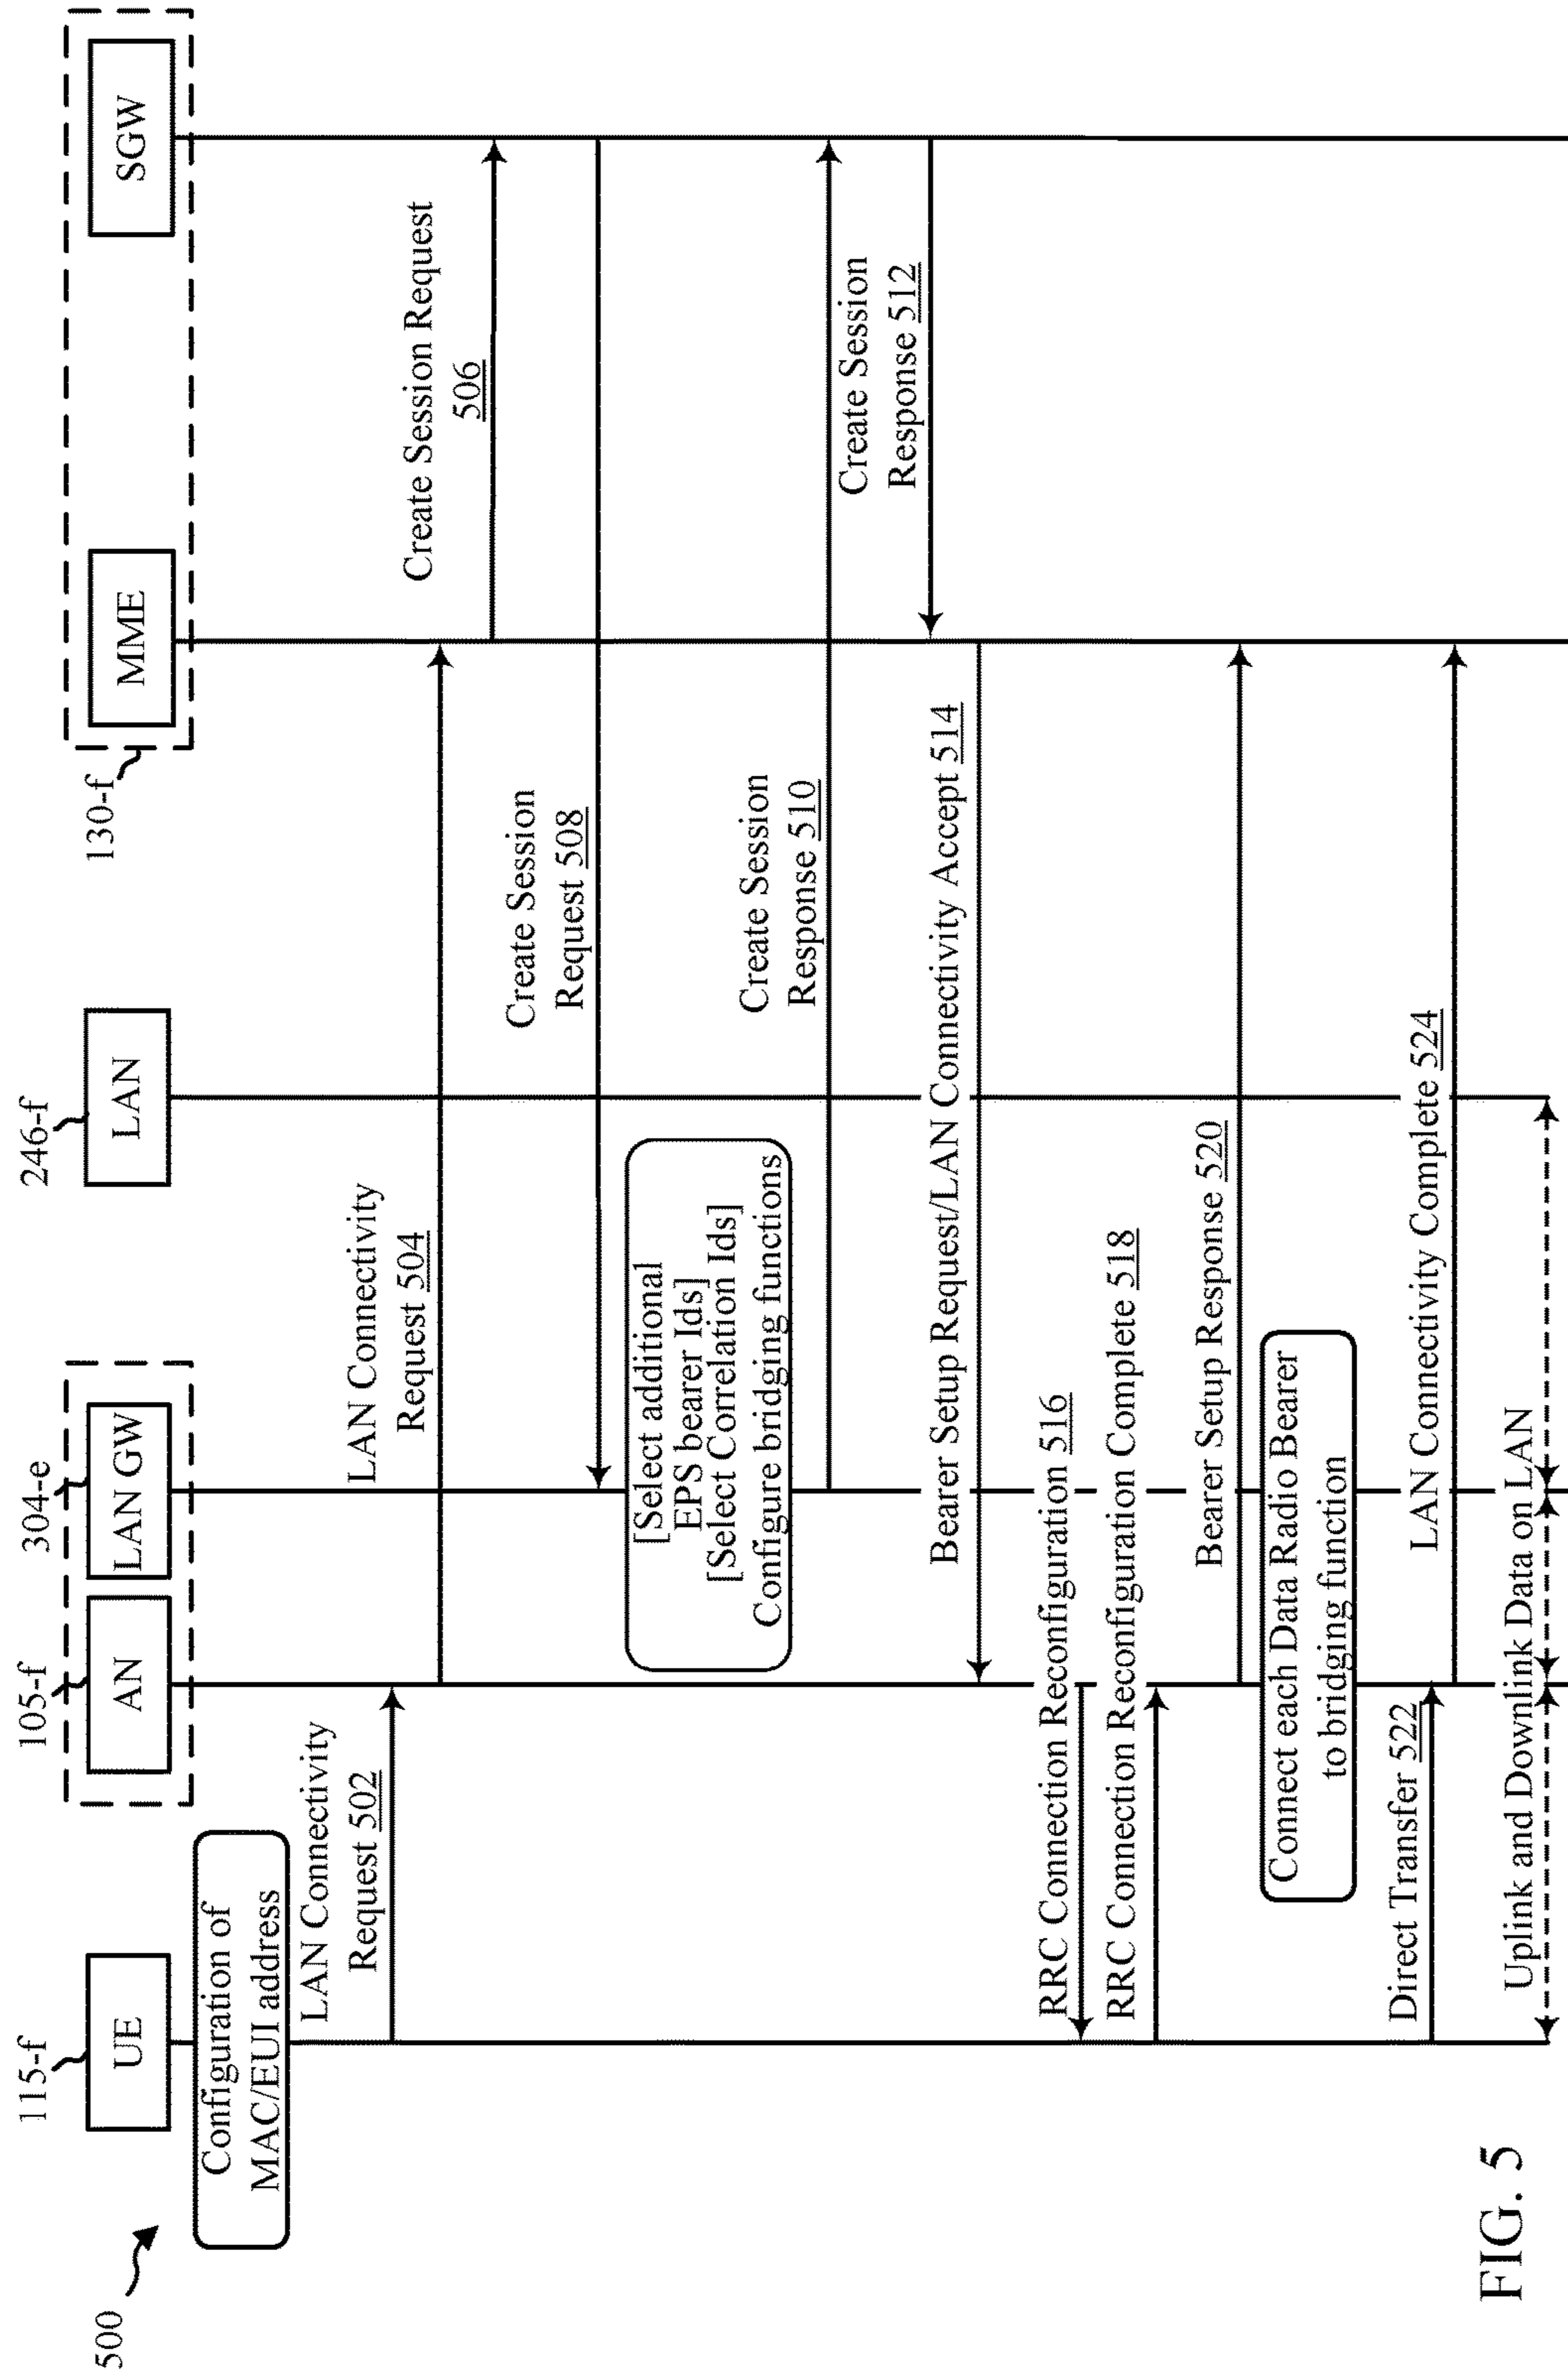 500
115-f
105-f
304-e
246-f
130-f
UE
AN
LAN GW
LAN
MME
SGW
Configuration of
MAC/EUI address
LAN Connectivity
Request 502
LAN Connectivity
Request 504
Create Session Request
506
Create Session
Request 508
[Select additional
EPS bearer Ids]
[Select Correlation Ids]
Configure bridging functions
Create Session
Response 510
Create Session
Response 512
Bearer Setup Request/LAN Connectivity Accept 514
RRC Connection Reconfiguration 516
RRC Connection Reconfiguration Complete 518
Bearer Setup Response 520
Connect each Data Radio Bearer
to bridging function
Direct Transfer 522
LAN Connectivity Complete 524
Uplink and Downlink Data on LAN
FIG. 5